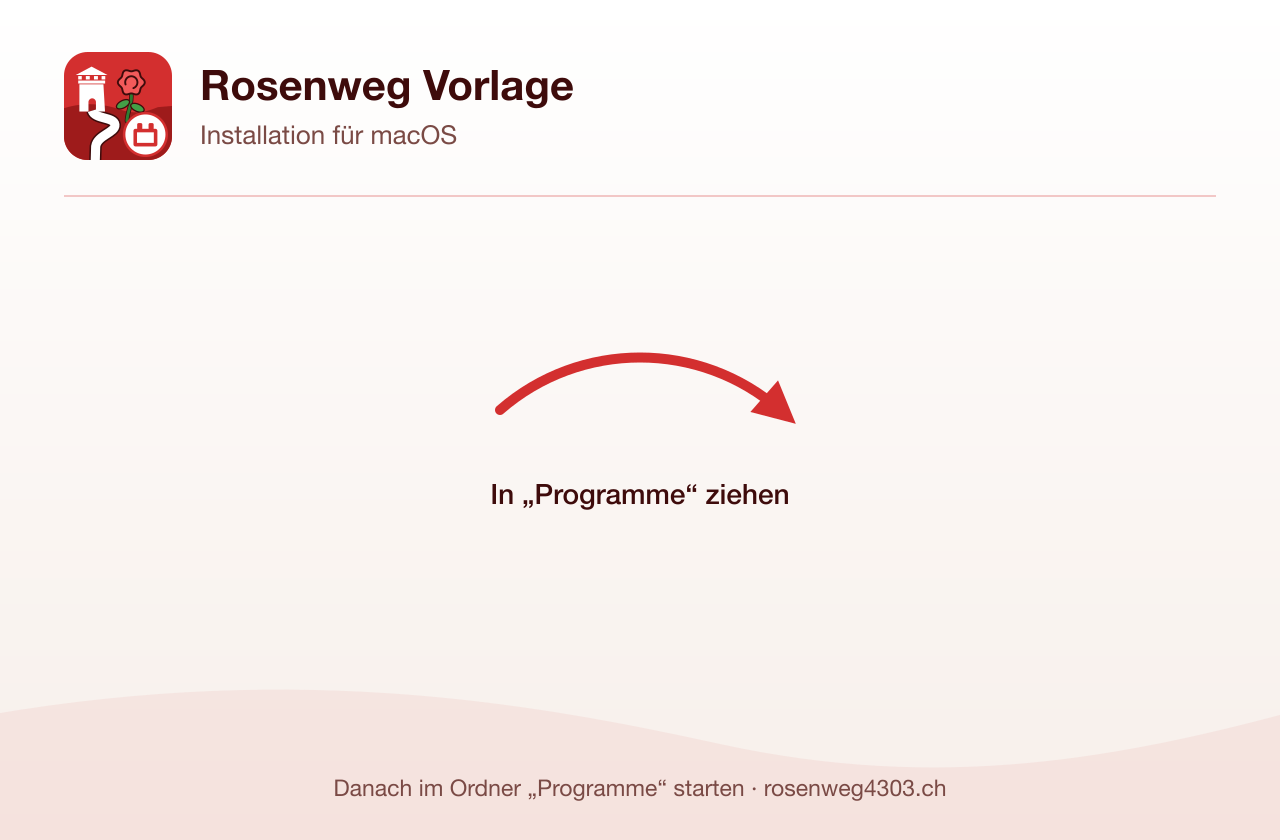 Rosenweg Vorlage
Installation für macOS
In „Programme“ ziehen
Danach im Ordner „Programme“ starten · rosenweg4303.ch